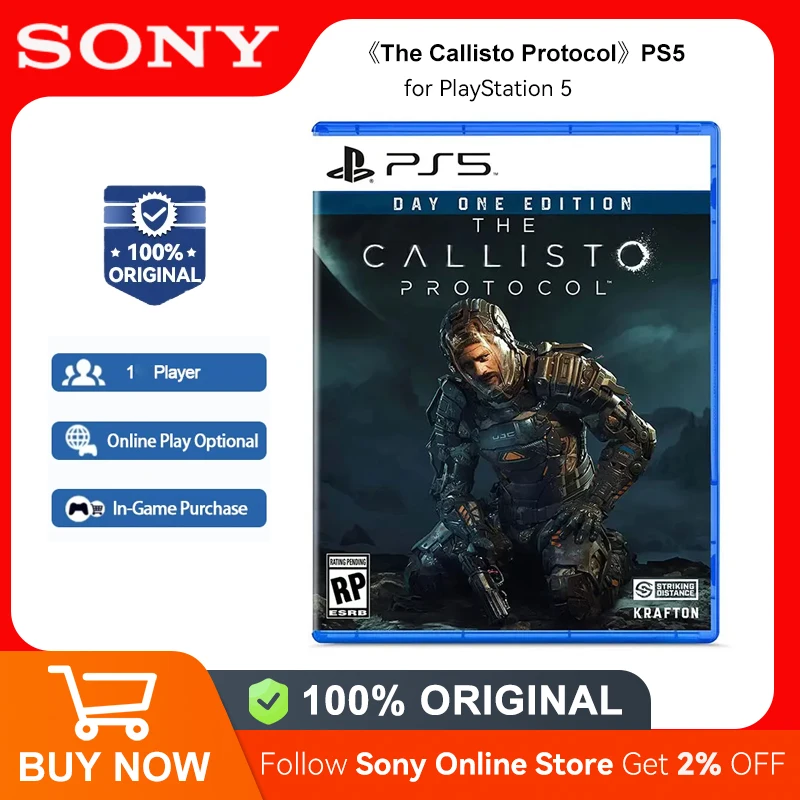 SONY
《The Callisto Protocol》PS5
for PlayStation 5
PS5
DAY ONE EDITION
THE
CALLISTO
PROTOCOL™
100%
ORIGINAL
1 Player
Online Play Optional
In-Game Purchase
UJC
RATING PENDING
RP
ESRB
STRIKING
DISTANCE
KRAFTON
100% ORIGINAL
BUY NOW
Follow Sony Online Store Get 2% OFF